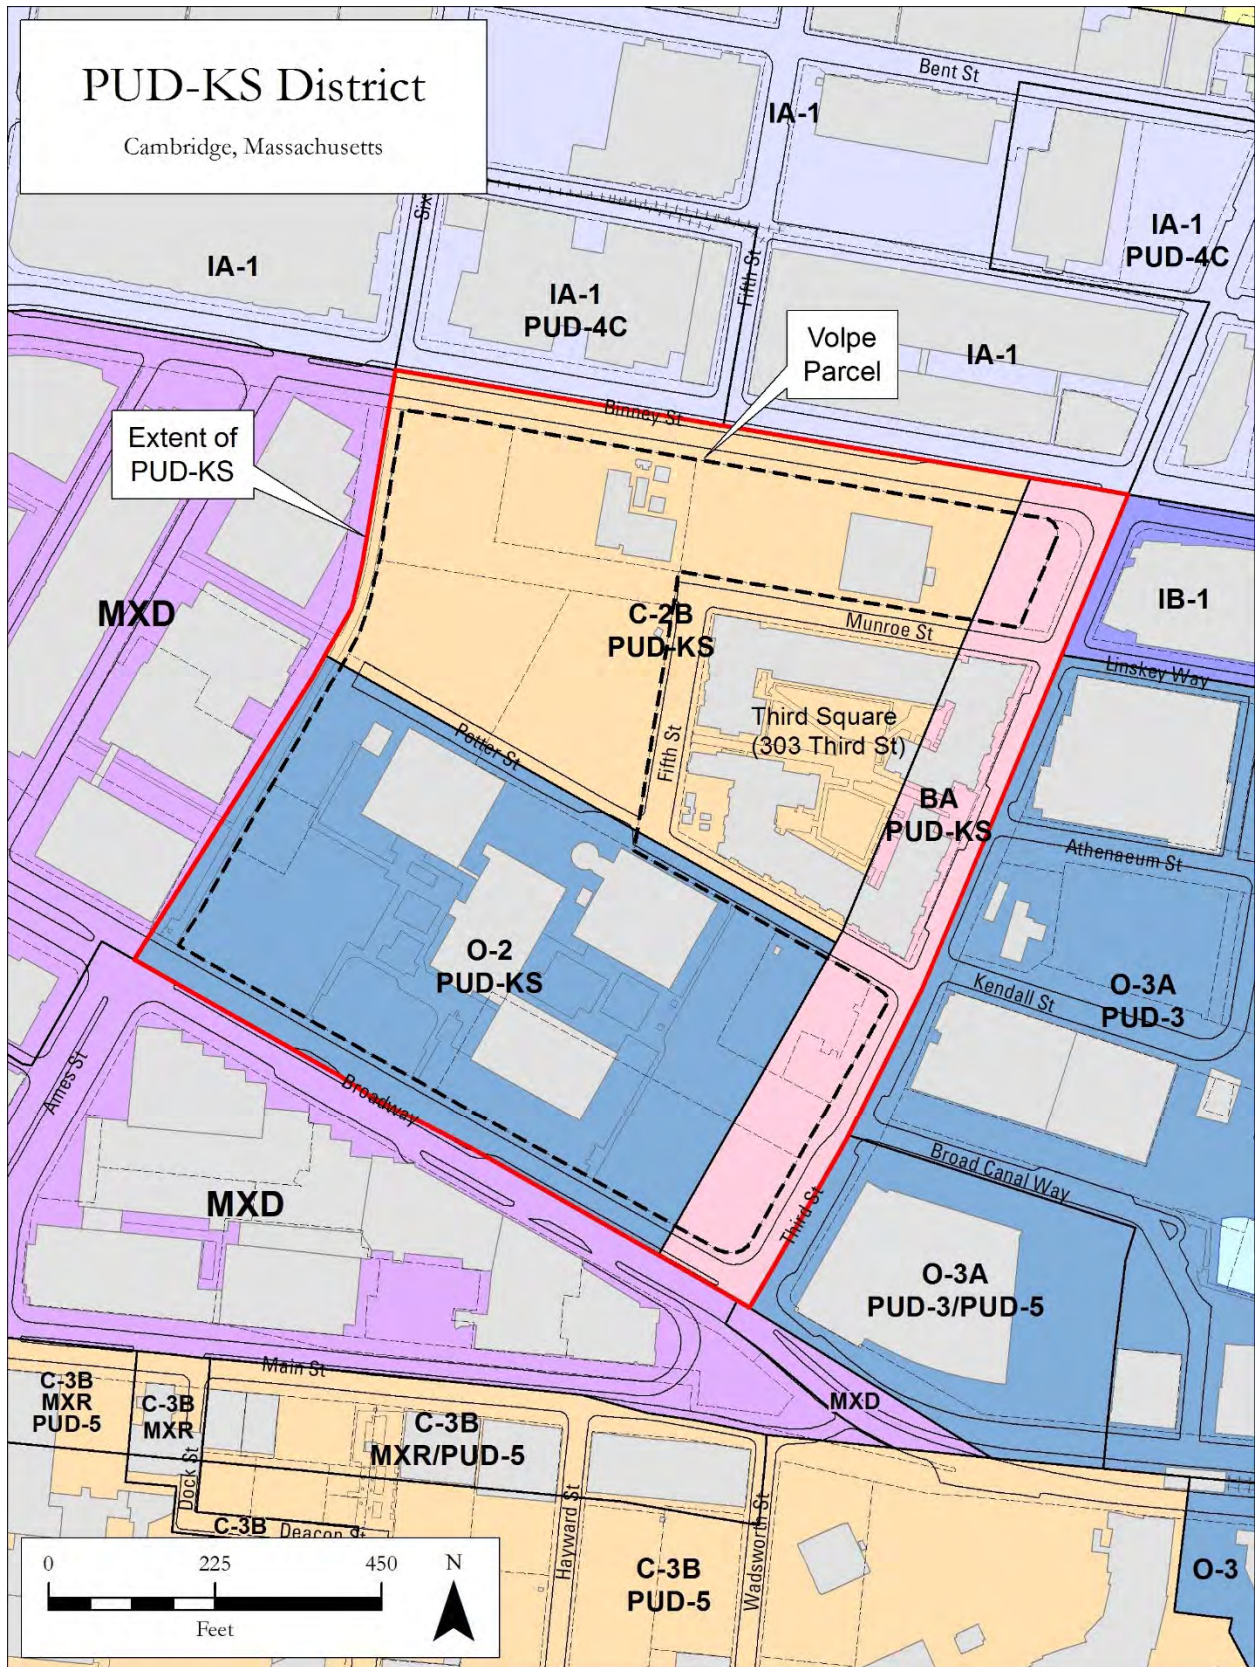 PUD-KS District
Cambridge, Massachusetts
Bent St
IA-1
IA-1
PUD-4C
IA-1
Fifth St
IA-1
PUD-4C
IA-1
Volpe
Parcel
Binney St
Extent of
PUD-KS
MXD
IB-1
C-2B
PUD-KS
Munroe St
Linskey Way
Third Square
(303 Third St)
Fifth St
Potter St
BA
PUD-KS
Athenaeum St
O-2
PUD-KS
Kendall St
O-3A
PUD-3
Ames St
Broadway
Broad Canal Way
MXD
Third St
O-3A
PUD-3/PUD-5
Main St
C-3B
MXR
PUD-5
C-3B
MXR
MXD
C-3B
MXR/PUD-5
Dock St
Hayward St
Wadsworth St
C-3B
Deacon St
C-3B
PUD-5
O-3
0 225 450
Feet
N